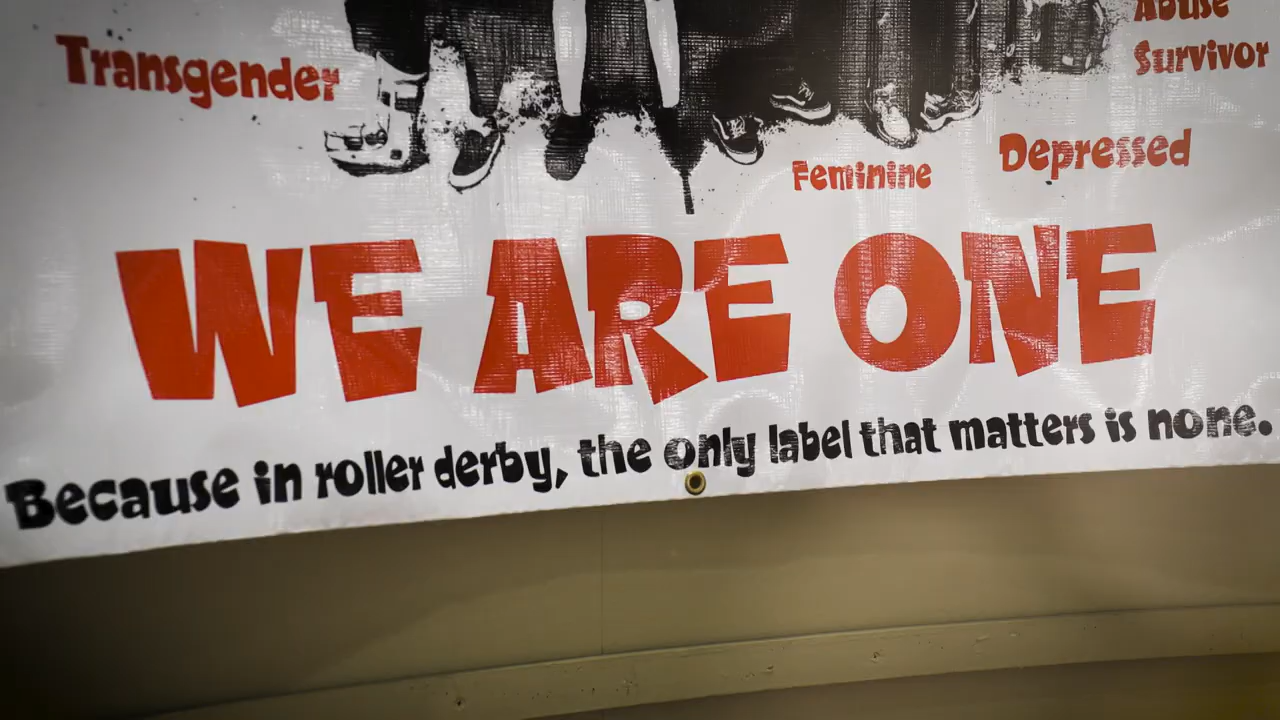 Abuse
Survivor
Transgender
Depressed
Feminine
WE ARE ONE
Because in roller derby, the only label that matters is none.